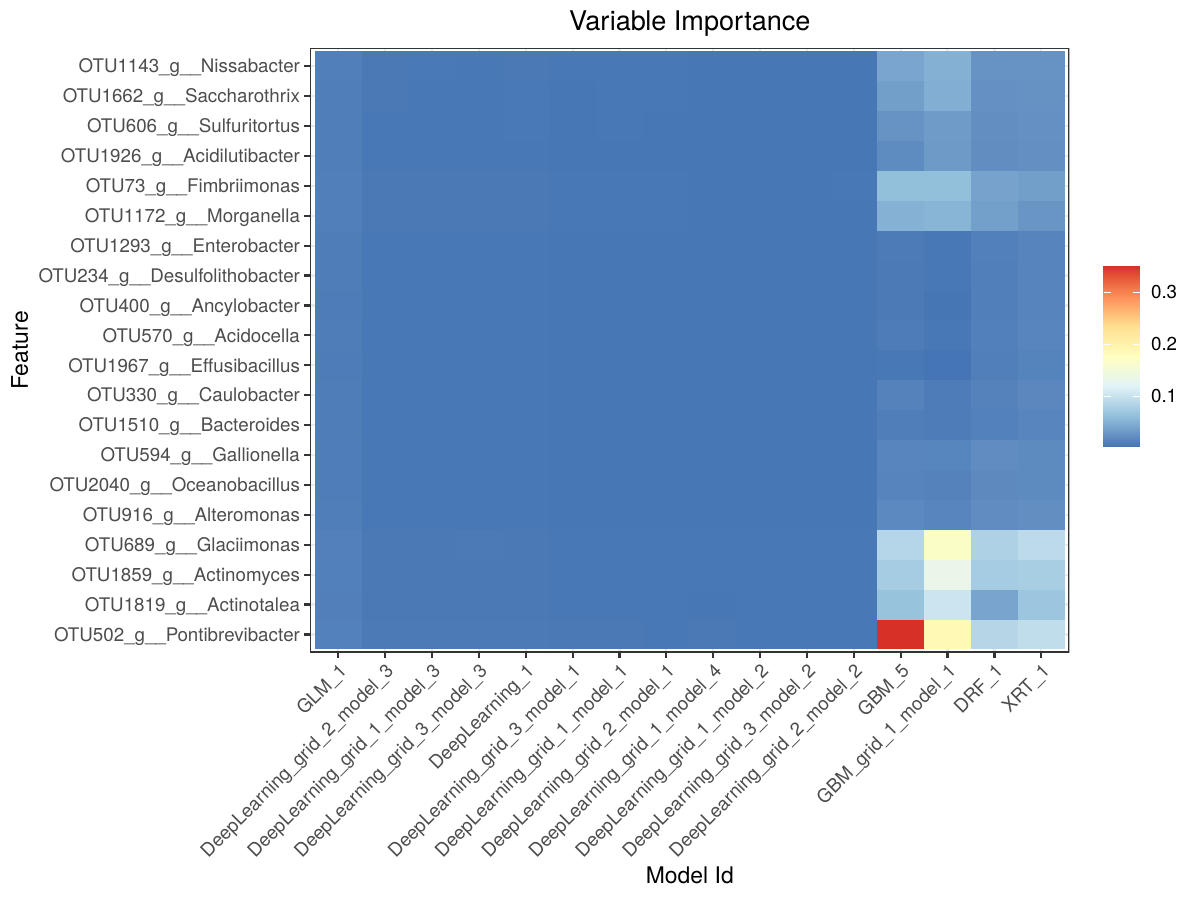 Variable Importance
Feature
OTU1143_g__Nissabacter
OTU1662_g__Saccharothrix
OTU606_g__Sulfuritortus
OTU1926_g__Acidilutibacter
OTU73_g__Fimbriimonas
OTU1172_g__Morganella
OTU1293_g__Enterobacter
OTU234_g__Desulfolithobacter
OTU400_g__Ancylobacter
OTU570_g__Acidocella
OTU1967_g__Effusibacillus
OTU330_g__Caulobacter
OTU1510_g__Bacteroides
OTU594_g__Gallionella
OTU2040_g__Oceanobacillus
OTU916_g__Alteromonas
OTU689_g__Glaciimonas
OTU1859_g__Actinomyces
OTU1819_g__Actinotalea
OTU502_g__Pontibrevibacter
GLM_1
DeepLearning_grid_2_model_3
DeepLearning_grid_1_model_3
DeepLearning_grid_3_model_3
DeepLearning_1
DeepLearning_grid_3_model_1
DeepLearning_grid_1_model_1
DeepLearning_grid_2_model_1
DeepLearning_grid_1_model_4
DeepLearning_grid_1_model_2
DeepLearning_grid_3_model_2
DeepLearning_grid_2_model_2
GBM_5
GBM_grid_1_model_1
DRF_1
XRT_1
Model Id
0.3
0.2
0.1